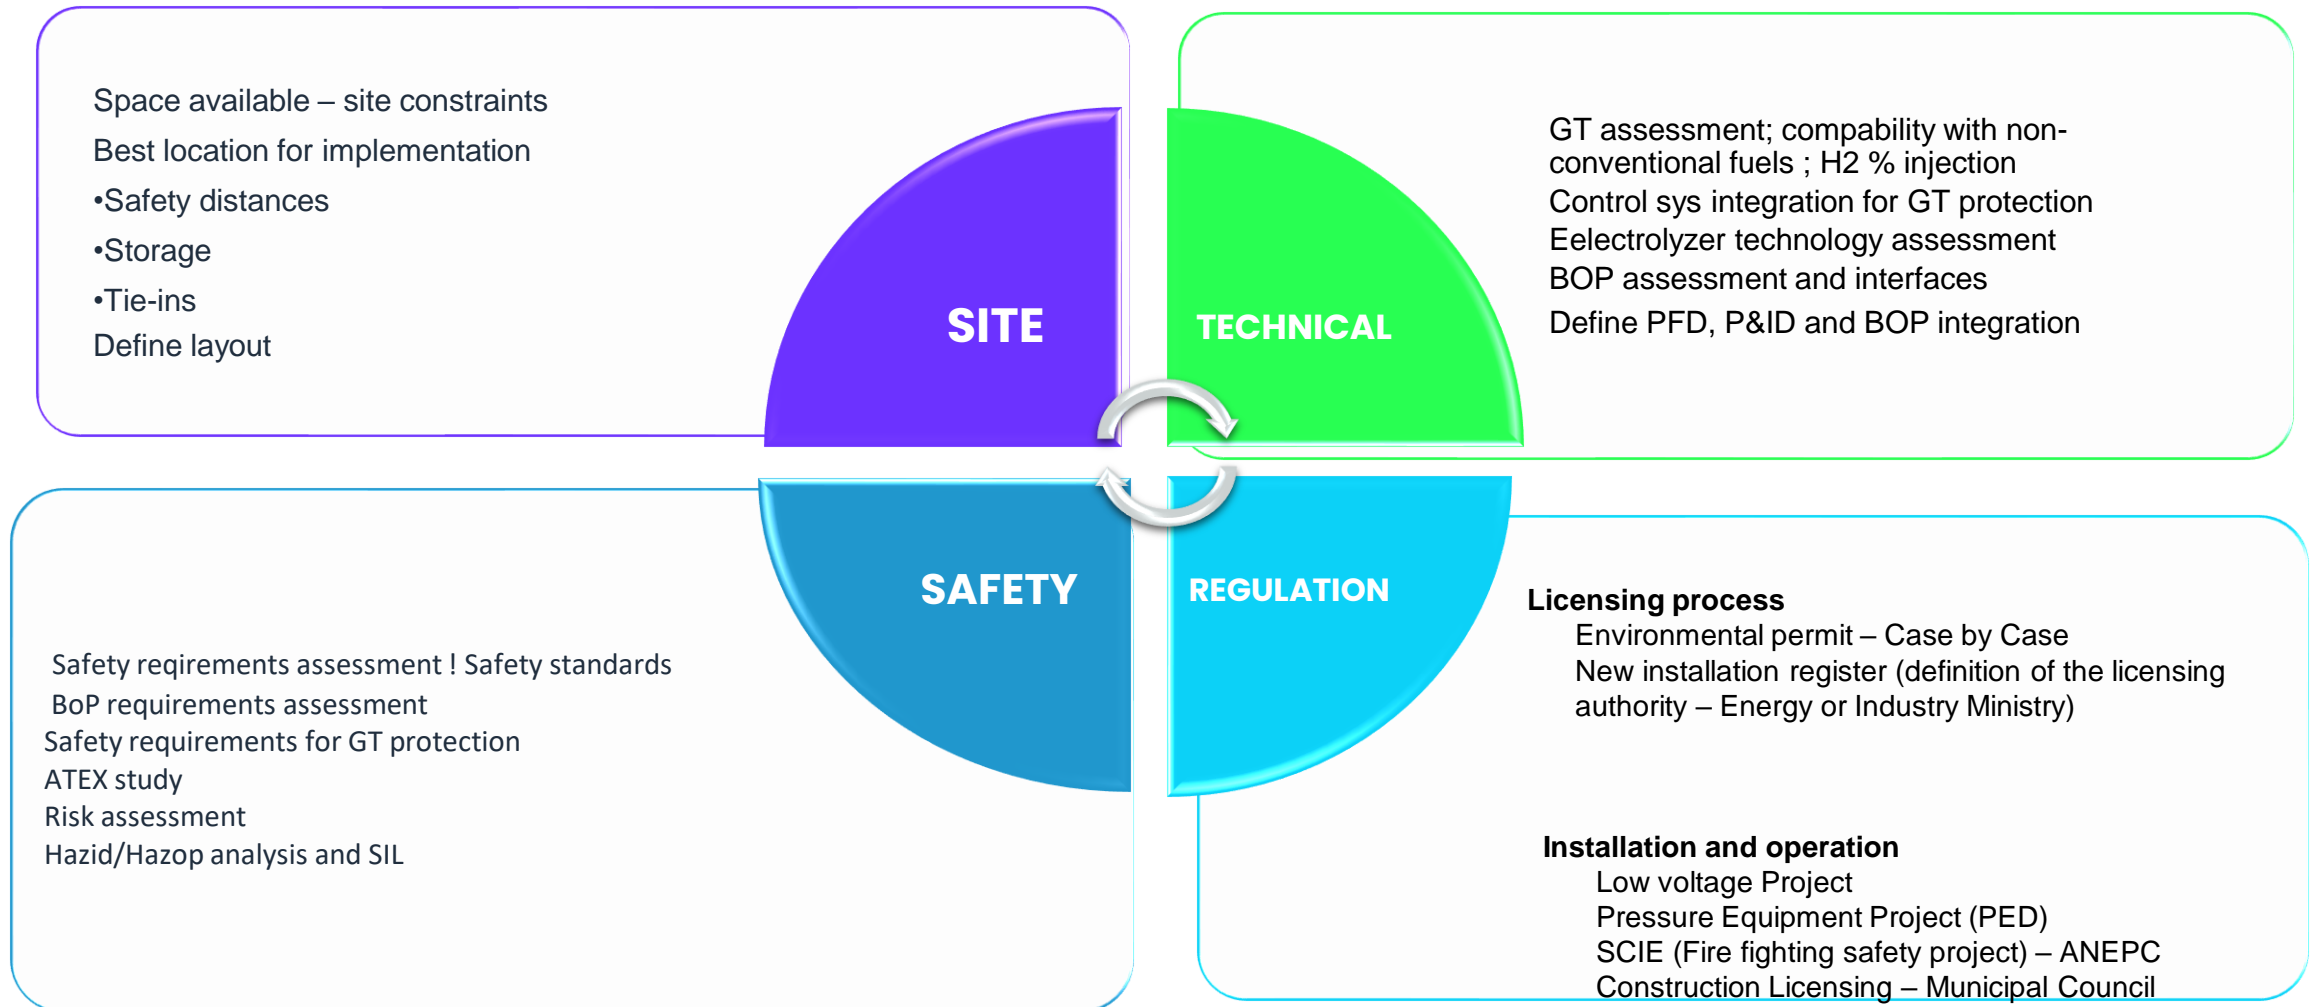 Space available – site constraints
Best location for implementation
•Safety distances
•Storage
•Tie-ins
Define layout
SITE
TECHNICAL
GT assessment; compability with non-
conventional fuels ; H2 % injection
Control sys integration for GT protection
Eelectrolyzer technology assessment
BOP assessment and interfaces
Define PFD, P&ID and BOP integration
SAFETY
Safety reqirements assessment ! Safety standards
BoP requirements assessment
Safety requirements for GT protection
ATEX study
Risk assessment
Hazid/Hazop analysis and SIL
REGULATION
Licensing process
Environmental permit – Case by Case
New installation register (definition of the licensing
authority – Energy or Industry Ministry)
Installation and operation
Low voltage Project
Pressure Equipment Project (PED)
SCIE (Fire fighting safety project) – ANEPC
Construction Licensing – Municipal Council